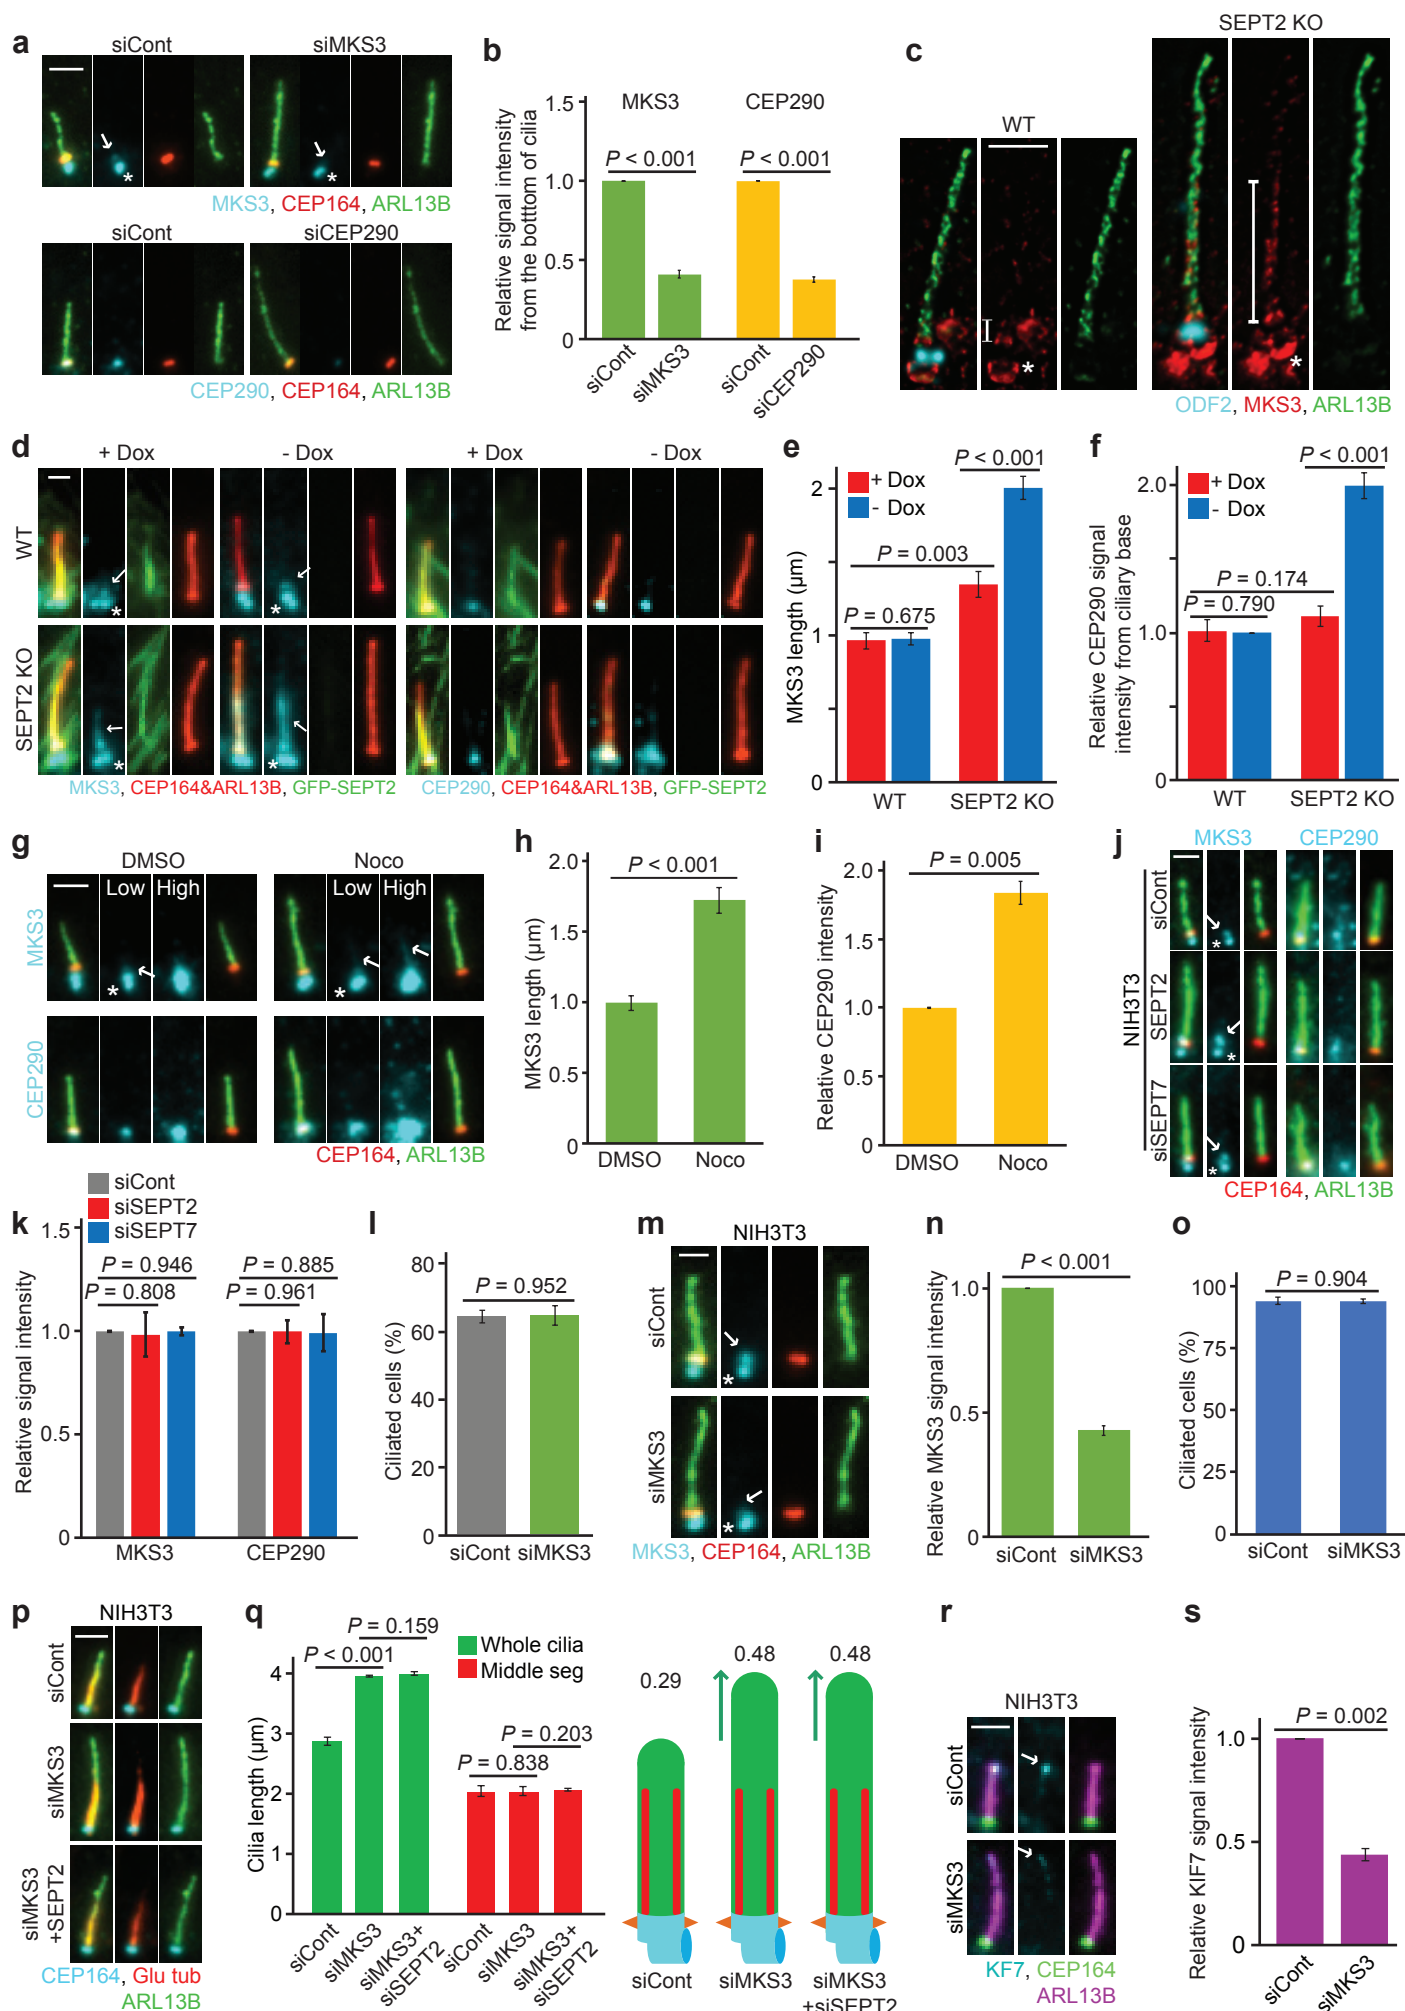 a
siCont
siMKS3
*
*
MKS3, CEP164, ARL13B
siCont
siCEP290
CEP290, CEP164, ARL13B
b
Relative signal intensity
from the botttom of cilia
1.5
1.0
0.5
0
MKS3
CEP290
P < 0.001
P < 0.001
siCont
siMKS3
siCont
siCEP290
c
WT
SEPT2 KO
*
*
ODF2, MKS3, ARL13B
d
+ Dox
- Dox
+ Dox
- Dox
WT
*
*
SEPT2 KO
*
*
MKS3, CEP164&ARL13B, GFP-SEPT2
CEP290, CEP164&ARL13B, GFP-SEPT2
e
MKS3 length (µm)
2
1
0
+ Dox
- Dox
P < 0.001
P = 0.003
P = 0.675
WT
SEPT2 KO
f
Relative CEP290 signal
intensity from ciliary base
2.0
1.0
0
+ Dox
- Dox
P < 0.001
P = 0.174
P = 0.790
WT
SEPT2 KO
g
DMSO
Noco
Low
High
Low
High
MKS3
*
*
CEP290
CEP164, ARL13B
h
MKS3 length (µm)
2.0
1.5
1.0
0.5
0
P < 0.001
DMSO
Noco
i
Relative CEP290 intensity
2.0
1.5
1.0
0.5
0
P = 0.005
DMSO
Noco
j
MKS3
CEP290
NIH3T3
siCont
SEPT2
siSEPT7
*
*
*
CEP164, ARL13B
k
siCont
siSEPT2
siSEPT7
Relative signal intensity
1.5
1.0
0.5
0
P = 0.946
P = 0.808
P = 0.885
P = 0.961
MKS3
CEP290
l
Ciliated cells (%)
80
60
40
20
0
P = 0.952
siCont siMKS3
m
NIH3T3
siCont
*
siMKS3
*
MKS3, CEP164, ARL13B
n
Relative MKS3 signal intensity
1.0
0.5
0
P < 0.001
siCont
siMKS3
o
Ciliated cells (%)
100
75
50
25
0
P = 0.904
siCont
siMKS3
p
NIH3T3
siCont
siMKS3
siMKS3
+SEPT2
CEP164, Glu tub
ARL13B
q
Cilia length (µm)
4
3
2
1
0
P = 0.159
P < 0.001
Whole cilia
Middle seg
P = 0.203
P = 0.838
siCont
siMKS3
siMKS3+
siSEPT2
siCont
siMKS3
siMKS3+
siSEPT2
0.29
0.48
0.48
siCont
siMKS3
siMKS3
+siSEPT2
r
NIH3T3
siCont
siMKS3
KF7, CEP164
ARL13B
s
Relative KIF7 signal intensity
1.0
0.5
0
P = 0.002
siCont
siMKS3